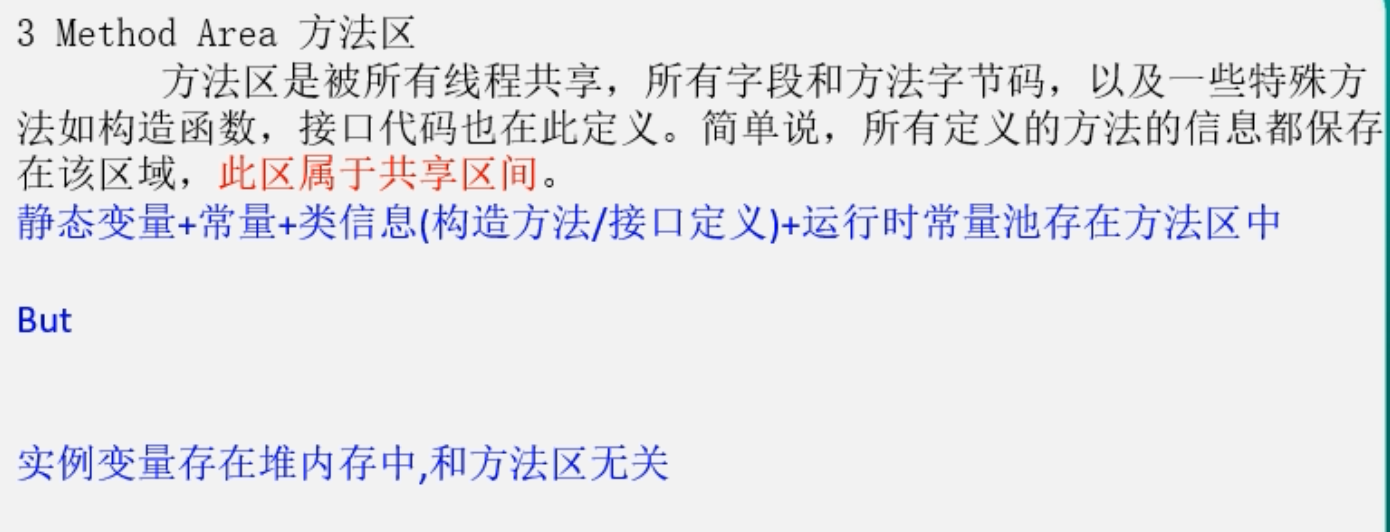 3 Method Area 方法区
方法区是被所有线程共享，所有字段和方法字节码，以及一些特殊方
法如构造函数，接口代码也在此定义。简单说，所有定义的方法的信息都保存
在该区域，此区属于共享区间。
静态变量+常量+类信息(构造方法/接口定义)+运行时常量池存在方法区中
But
实例变量存在堆内存中,和方法区无关